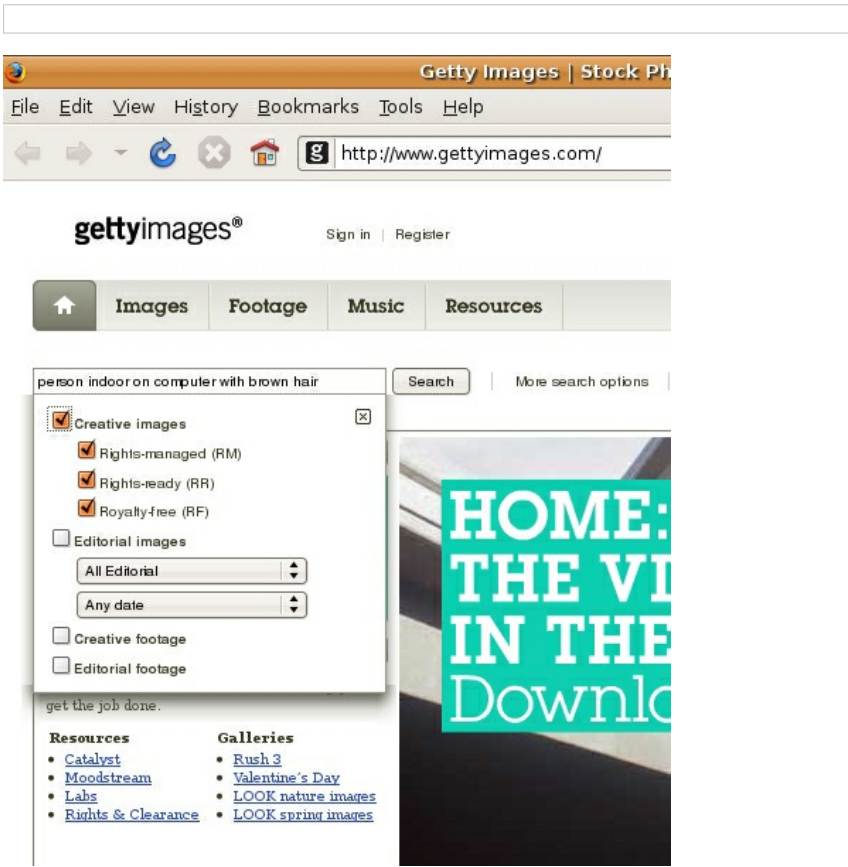 Getty Images | Stock Ph
File Edit View History Bookmarks Tools Help
g http://www.gettyimages.com/
gettyimages® Sign in | Register
Images Footage Music Resources
person indoor on computer with brown hair Search More search options
Creative images
Rights-managed (RM)
Rights-ready (RR)
Royalty-free (RF)
Editorial images
All Editorial
Any date
Creative footage
Editorial footage
get the job done.
Resources
• Catalyst
• Moodstream
• Labs
• Rights & Clearance
Galleries
• Rush 3
• Valentine's Day
• LOOK nature images
• LOOK spring images
HOME:
THE VI
IN THE
Downlo